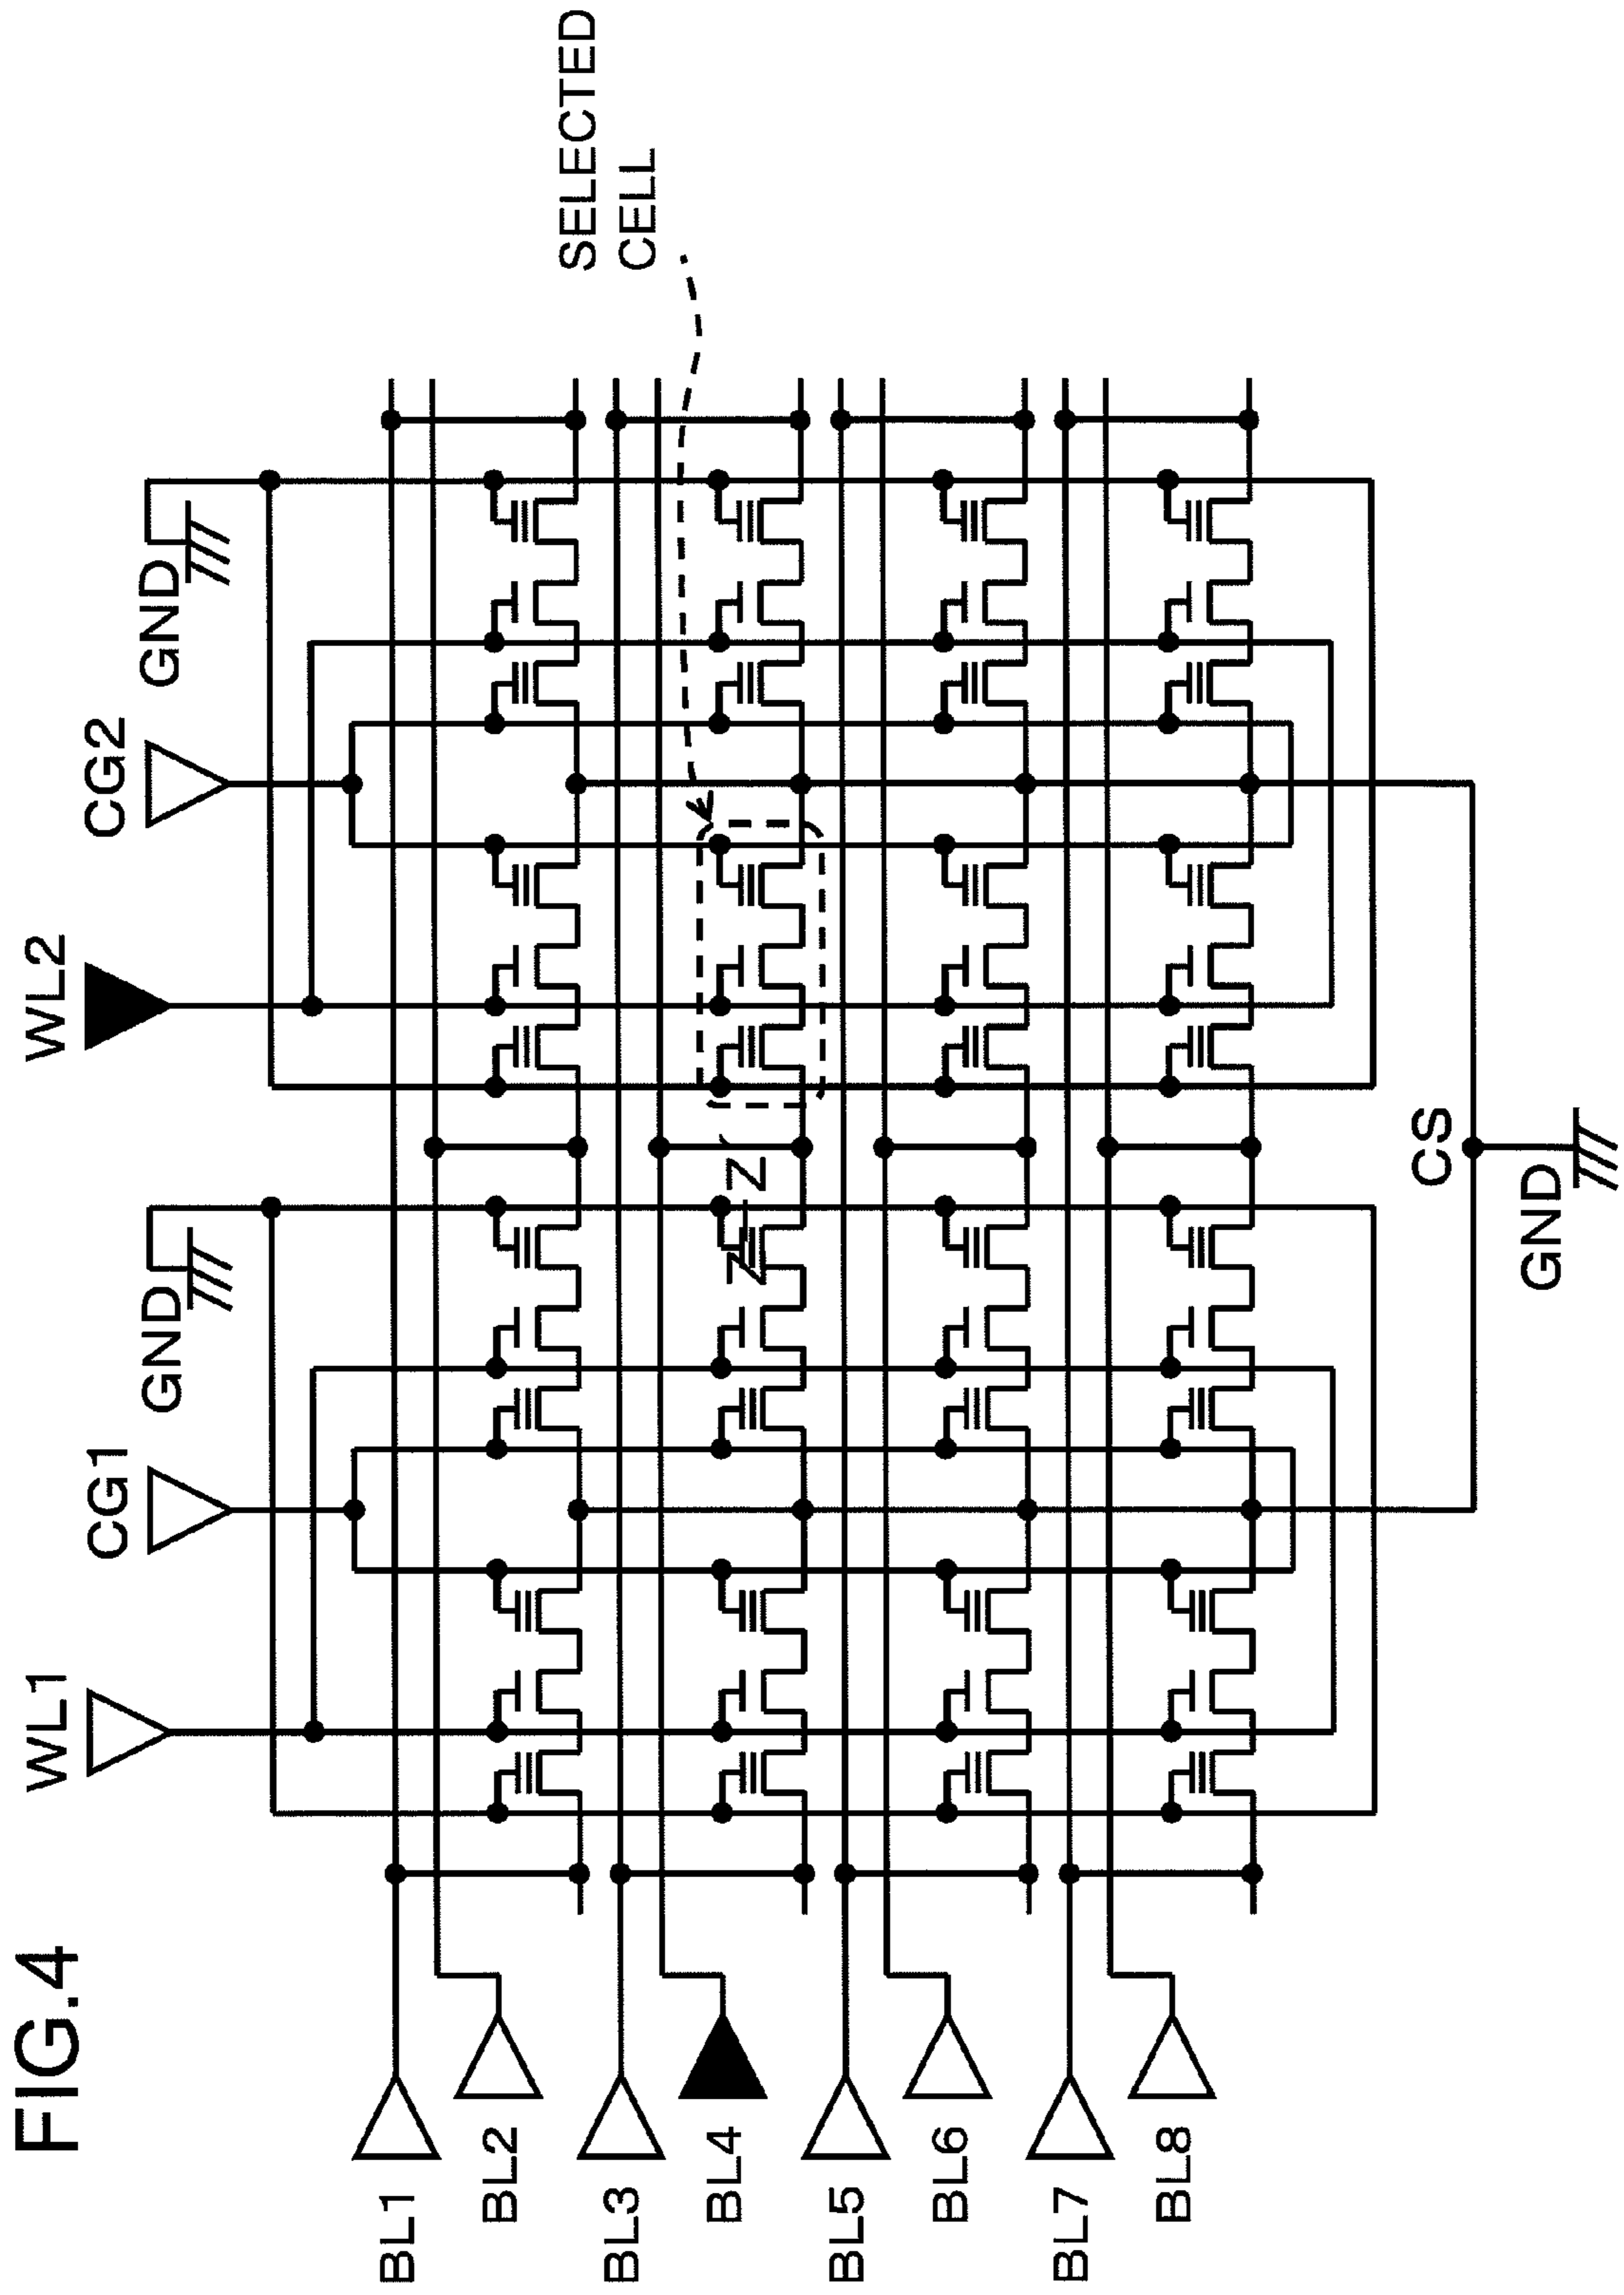 FIG.4
WL1
CG1
GND
WL2
CG2
GND
SELECTED
CELL
BL1
BL2
BL3
BL4
BL5
BL6
BL7
BL8
Z—Z'
CS
GND